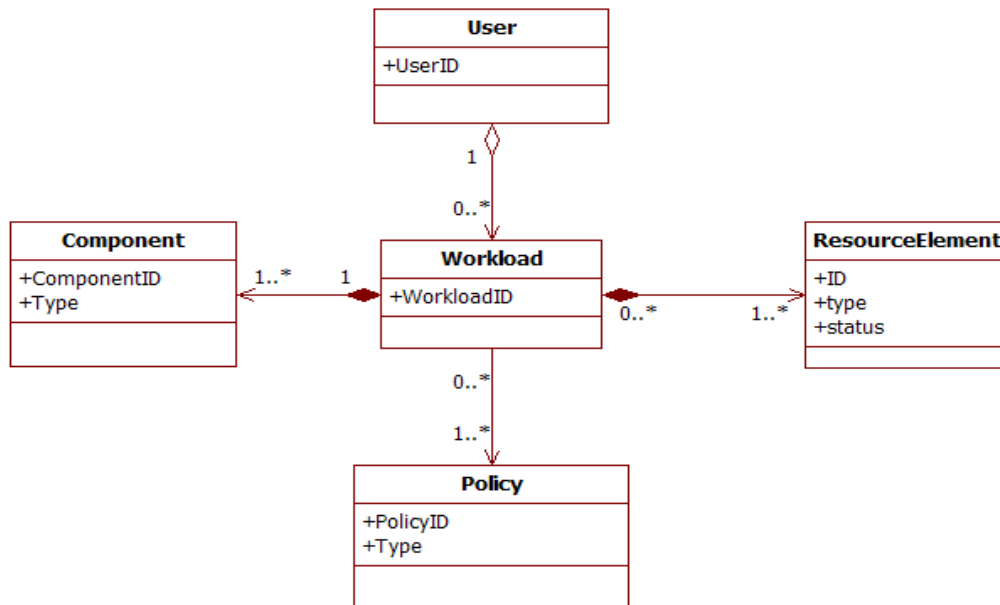 User
+UserID
1
0..*
Component
+ComponentID
+Type
1..*
1
Workload
+WorkloadID
0..*
1..*
ResourceElement
+ID
+type
+status
0..*
1..*
Policy
+PolicyID
+Type